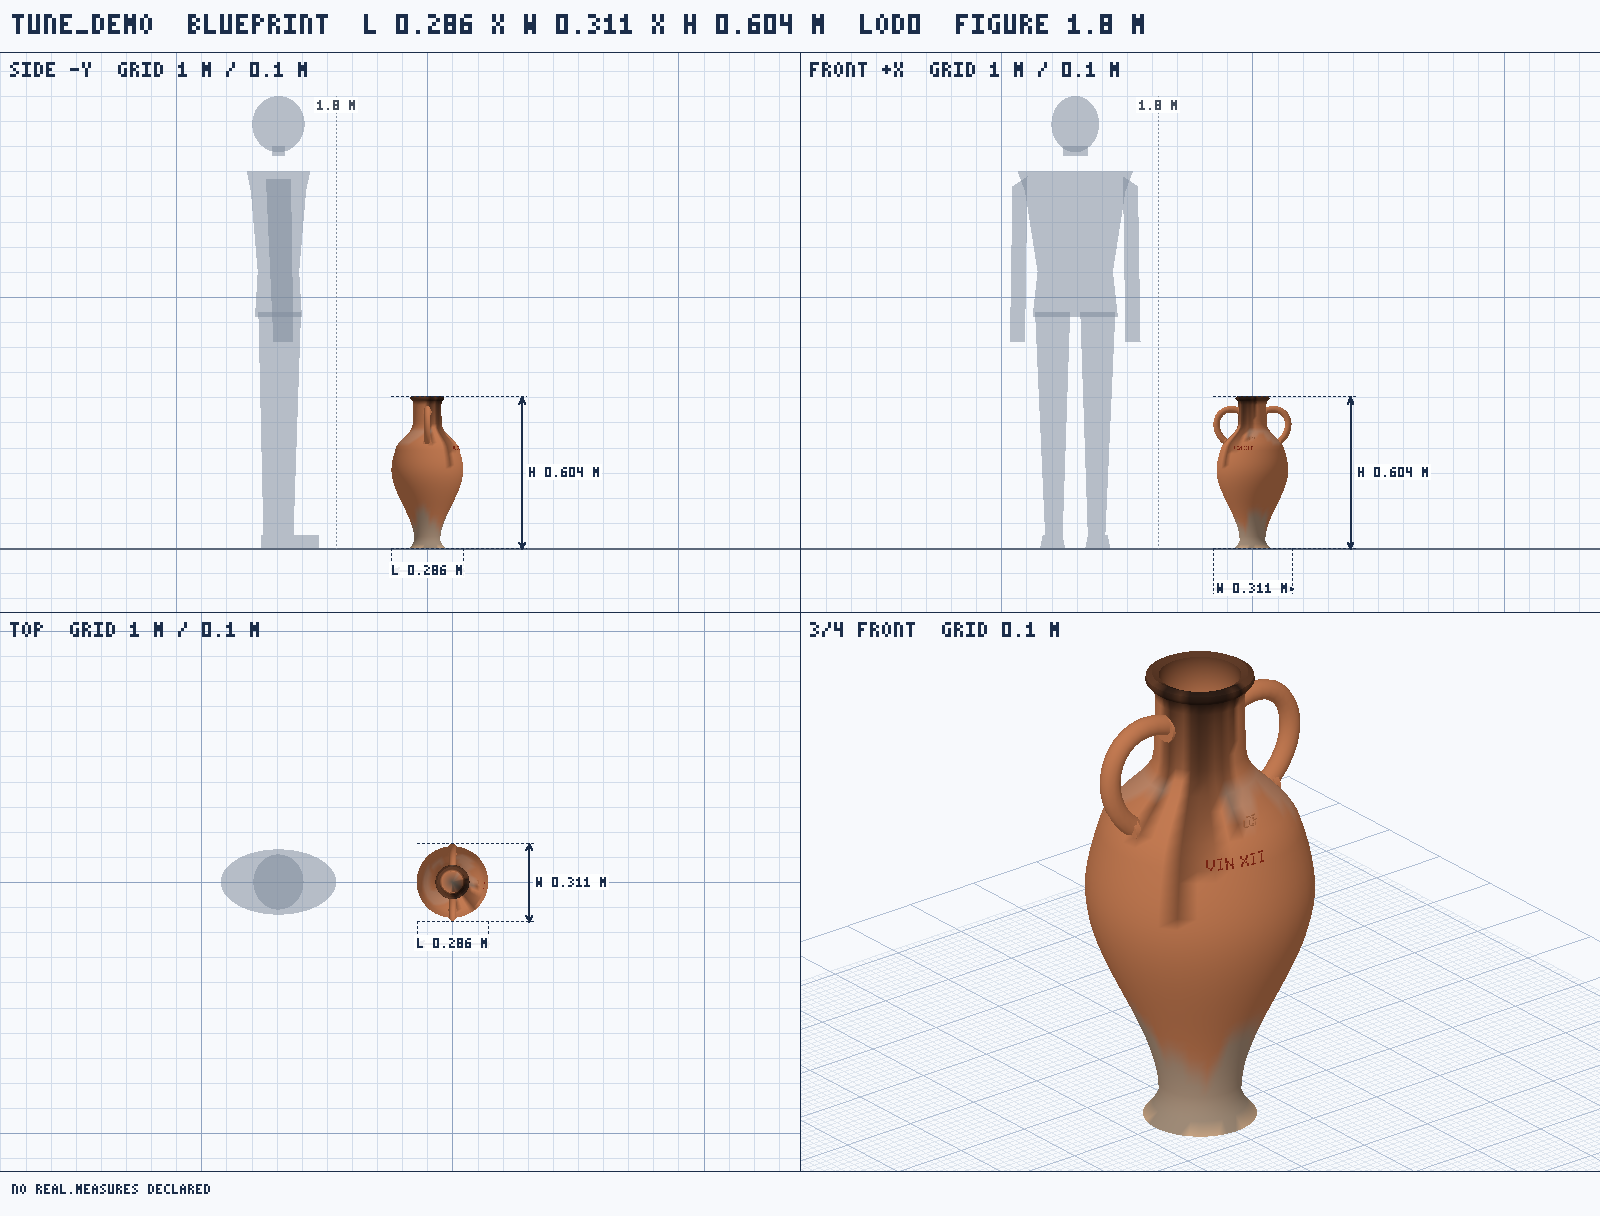 TUNE_DEMO BLUEPRINT L 0.286 X W 0.311 X H 0.604 M LOD0 FIGURE 1.8 M
SIDE -Y GRID 1 M / 0.1 M
1.8 M
H 0.604 M
L 0.286 M
FRONT +X GRID 1 M / 0.1 M
1.8 M
H 0.604 M
W 0.311 M
TOP GRID 1 M / 0.1 M
W 0.311 M
L 0.286 M
3/4 FRONT GRID 0.1 M
VIN XII
NO REAL.MEASURES DECLARED